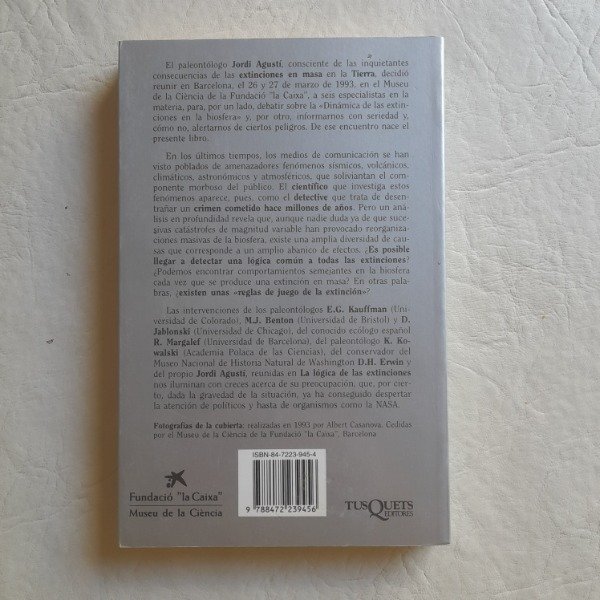 El paleontólogo Jordi Agustí, consciente de las inquietantes
consecuencias de las extinciones en masa en la Tierra, decidió
reunir en Barcelona, el 26 y 27 de marzo de 1993, en el Museu
de la Ciència de la Fundació "la Caixa", a seis especialistas en la
materia, para, por un lado, debatir sobre la «Dinámica de las extin-
ciones en la biosfera» y, por otro, informarnos con seriedad y,
cómo no, alertarnos de ciertos peligros. De ese encuentro nace el
presente libro.
En los últimos tiempos, los medios de comunicación se han
visto poblados de amenazadores fenómenos sísmicos, volcánicos,
climáticos, astronómicos y atmosféricos, que soliviantan el com-
ponente morboso del público. El científico que investiga estos
fenómenos aparece, pues, como el detective que trata de desen-
trañar un crimen cometido hace millones de años. Pero un aná-
lisis en profundidad revela que, aunque nadie duda ya de que suce-
sivas catástrofes de magnitud variable han provocado reorganiza-
ciones masivas de la biosfera, existe una amplia diversidad de cau-
sas que corresponde a un amplio abanico de efectos. ¿Es posible
llegar a detectar una lógica común a todas las extinciones?
¿Podemos encontrar comportamientos semejantes en la biosfera
cada vez que se produce una extinción en masa? En otras pala-
bras, ¿existen unas «reglas de juego de la extinción»?
Las intervenciones de los paleontólogos E.G. Kauffman (Uni-
versidad de Colorado), M.J. Benton (Universidad de Bristol) y D.
Jablonski (Universidad de Chicago), del conocido ecólogo español
R. Margalef (Universidad de Barcelona), del paleontólogo K. Ko-
walski (Academia Polaca de las Ciencias), del conservador del
Museo Nacional de Historia Natural de Washington D.H. Erwin y
del propio Jordi Agustí, reunidas en La lógica de las extinciones
nos iluminan con creces acerca de su preocupación, que, por cier-
to, dada la gravedad de la situación, ya ha conseguido despertar
la atención de políticos y hasta de organismos como la NASA.
Fotografías de la cubierta: realizadas en 1993 por Albert Casanova. Cedidas
por el Museu de la Ciència de la Fundació "la Caixa", Barcelona
ISBN-84-7223-945-4
9 788472 239456
Fundació "la Caixa"
Museu de la Ciència
TUSQUETS
EDITORES